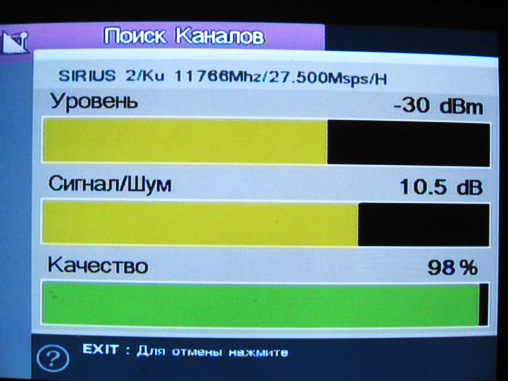 Поиск Каналов
SIRIUS 2/Ku 11766Mhz/27.500Msps/H
Уровень -30 dBm
Сигнал/Шум 10.5 dB
Качество 98%
? EXIT : Для отмены нажмите